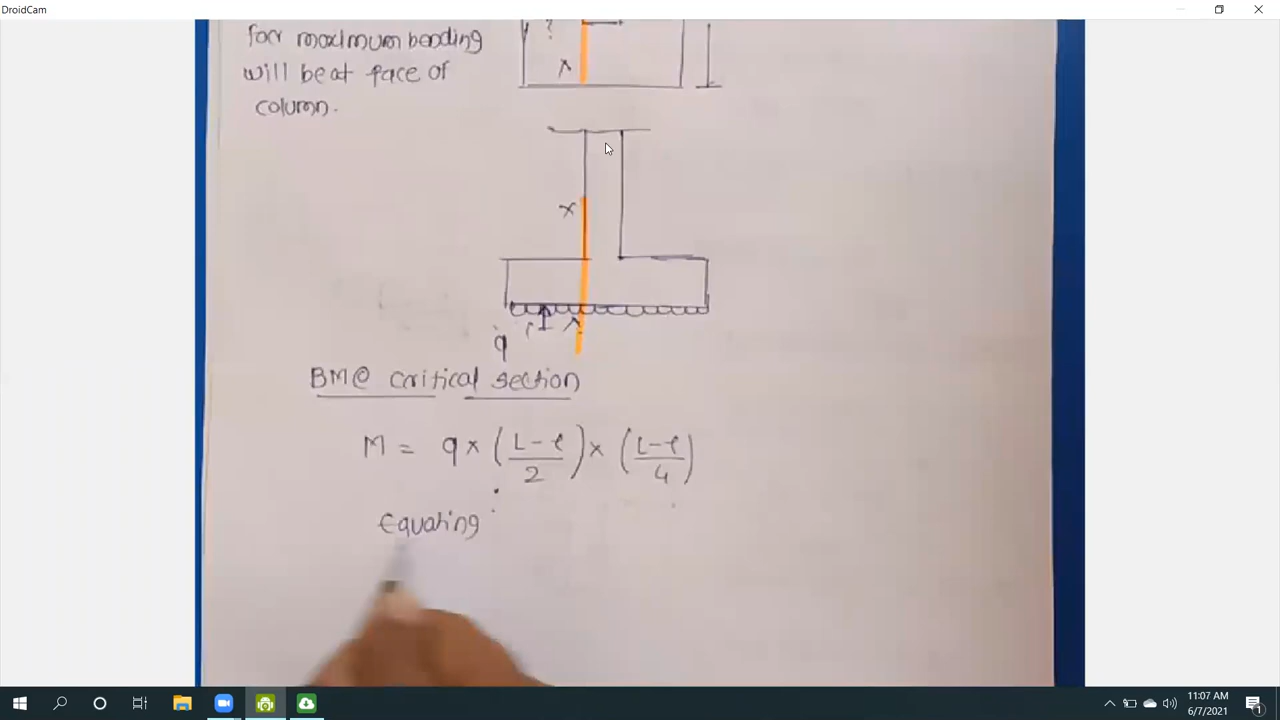 DroidCam
for maximum bending
will be at face of
column.
?
X
X
X
q
BM@ critical section
M = q × (L-l/2) × (L-l/4)
Equating
11:07 AM
6/7/2021
1